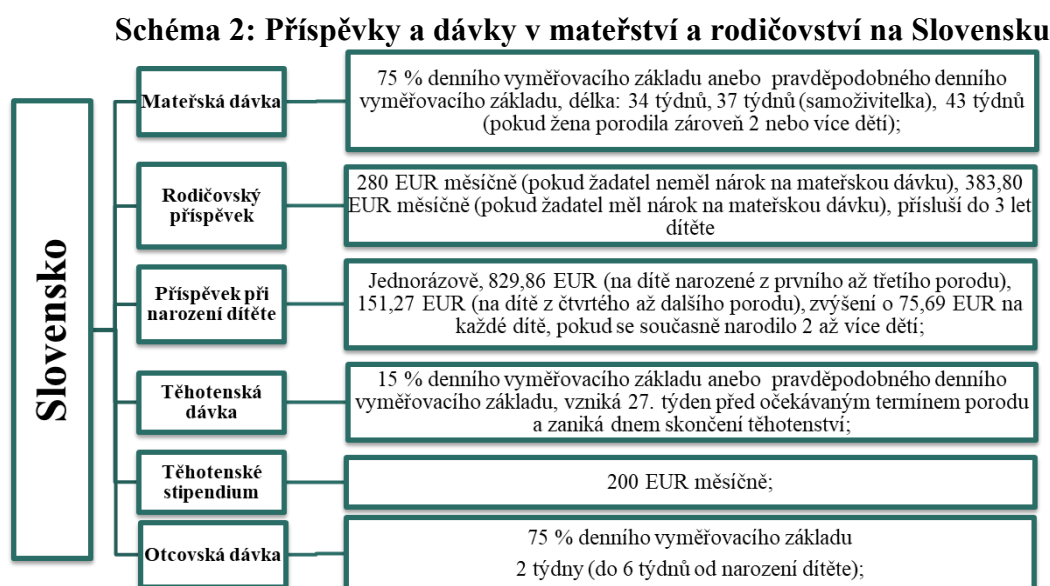 Schéma 2: Příspěvky a dávky v mateřství a rodičovství na Slovensku
Slovensko
Mateřská dávka
75 % denního vyměřovacího základu anebo pravděpodobného denního
vyměřovacího základu, délka: 34 týdnů, 37 týdnů (samoživitelka), 43 týdnů
(pokud žena porodila zároveň 2 nebo více dětí);
Rodičovský
příspěvek
280 EUR měsíčně (pokud žadatel neměl nárok na mateřskou dávku), 383,80
EUR měsíčně (pokud žadatel měl nárok na mateřskou dávku), přísluší do 3 let
dítěte
Příspěvek při
narození dítěte
Jednorázově, 829,86 EUR (na dítě narozené z prvního až třetího porodu),
151,27 EUR (na dítě z čtvrtého až dalšího porodu), zvýšení o 75,69 EUR na
každé dítě, pokud se současně narodilo 2 až více dětí;
Těhotenská
dávka
15 % denního vyměřovacího základu anebo pravděpodobného denního
vyměřovacího základu, vzniká 27. týden před očekávaným termínem porodu
a zaniká dnem skončení těhotenství;
Těhotenské
stipendium
200 EUR měsíčně;
Otcovská dávka
75 % denního vyměřovacího základu
2 týdny (do 6 týdnů od narození dítěte);